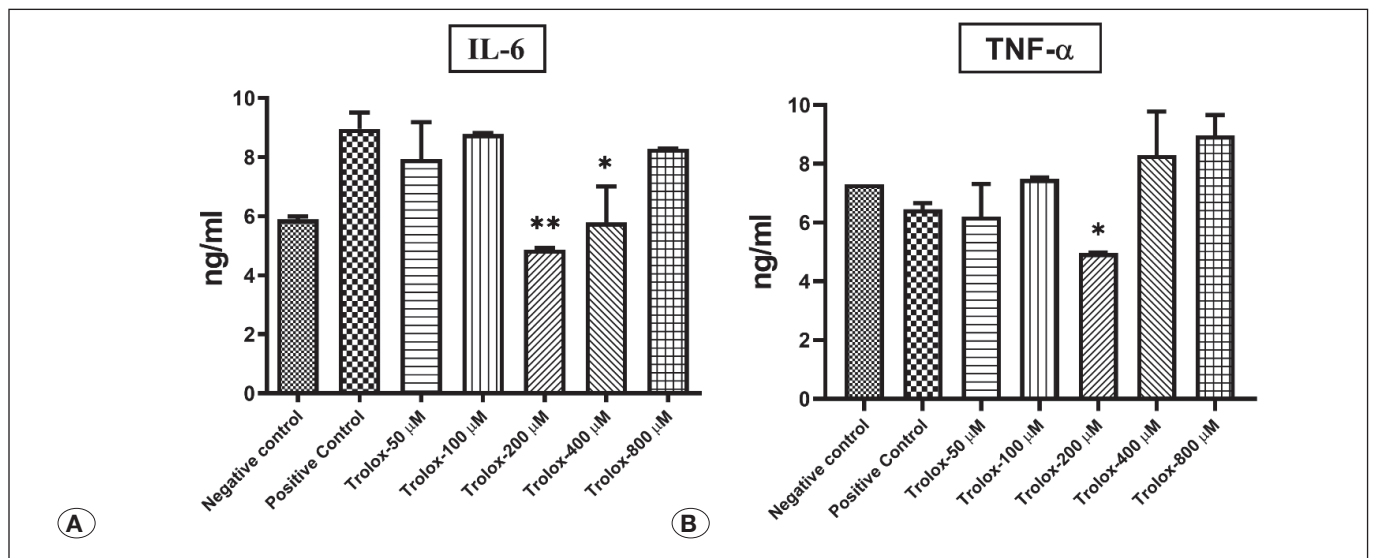 IL-6
10
8
6
4
2
0
ng/ml
**
*
Negative control
Positive Control
Trolox-50 μM
Trolox-100 μM
Trolox-200 μM
Trolox-400 μM
Trolox-800 μM
A
TNF-α
10
8
6
4
2
0
ng/ml
*
Negative control
Positive Control
Trolox-50 μM
Trolox-100 μM
Trolox-200 μM
Trolox-400 μM
Trolox-800 μM
B